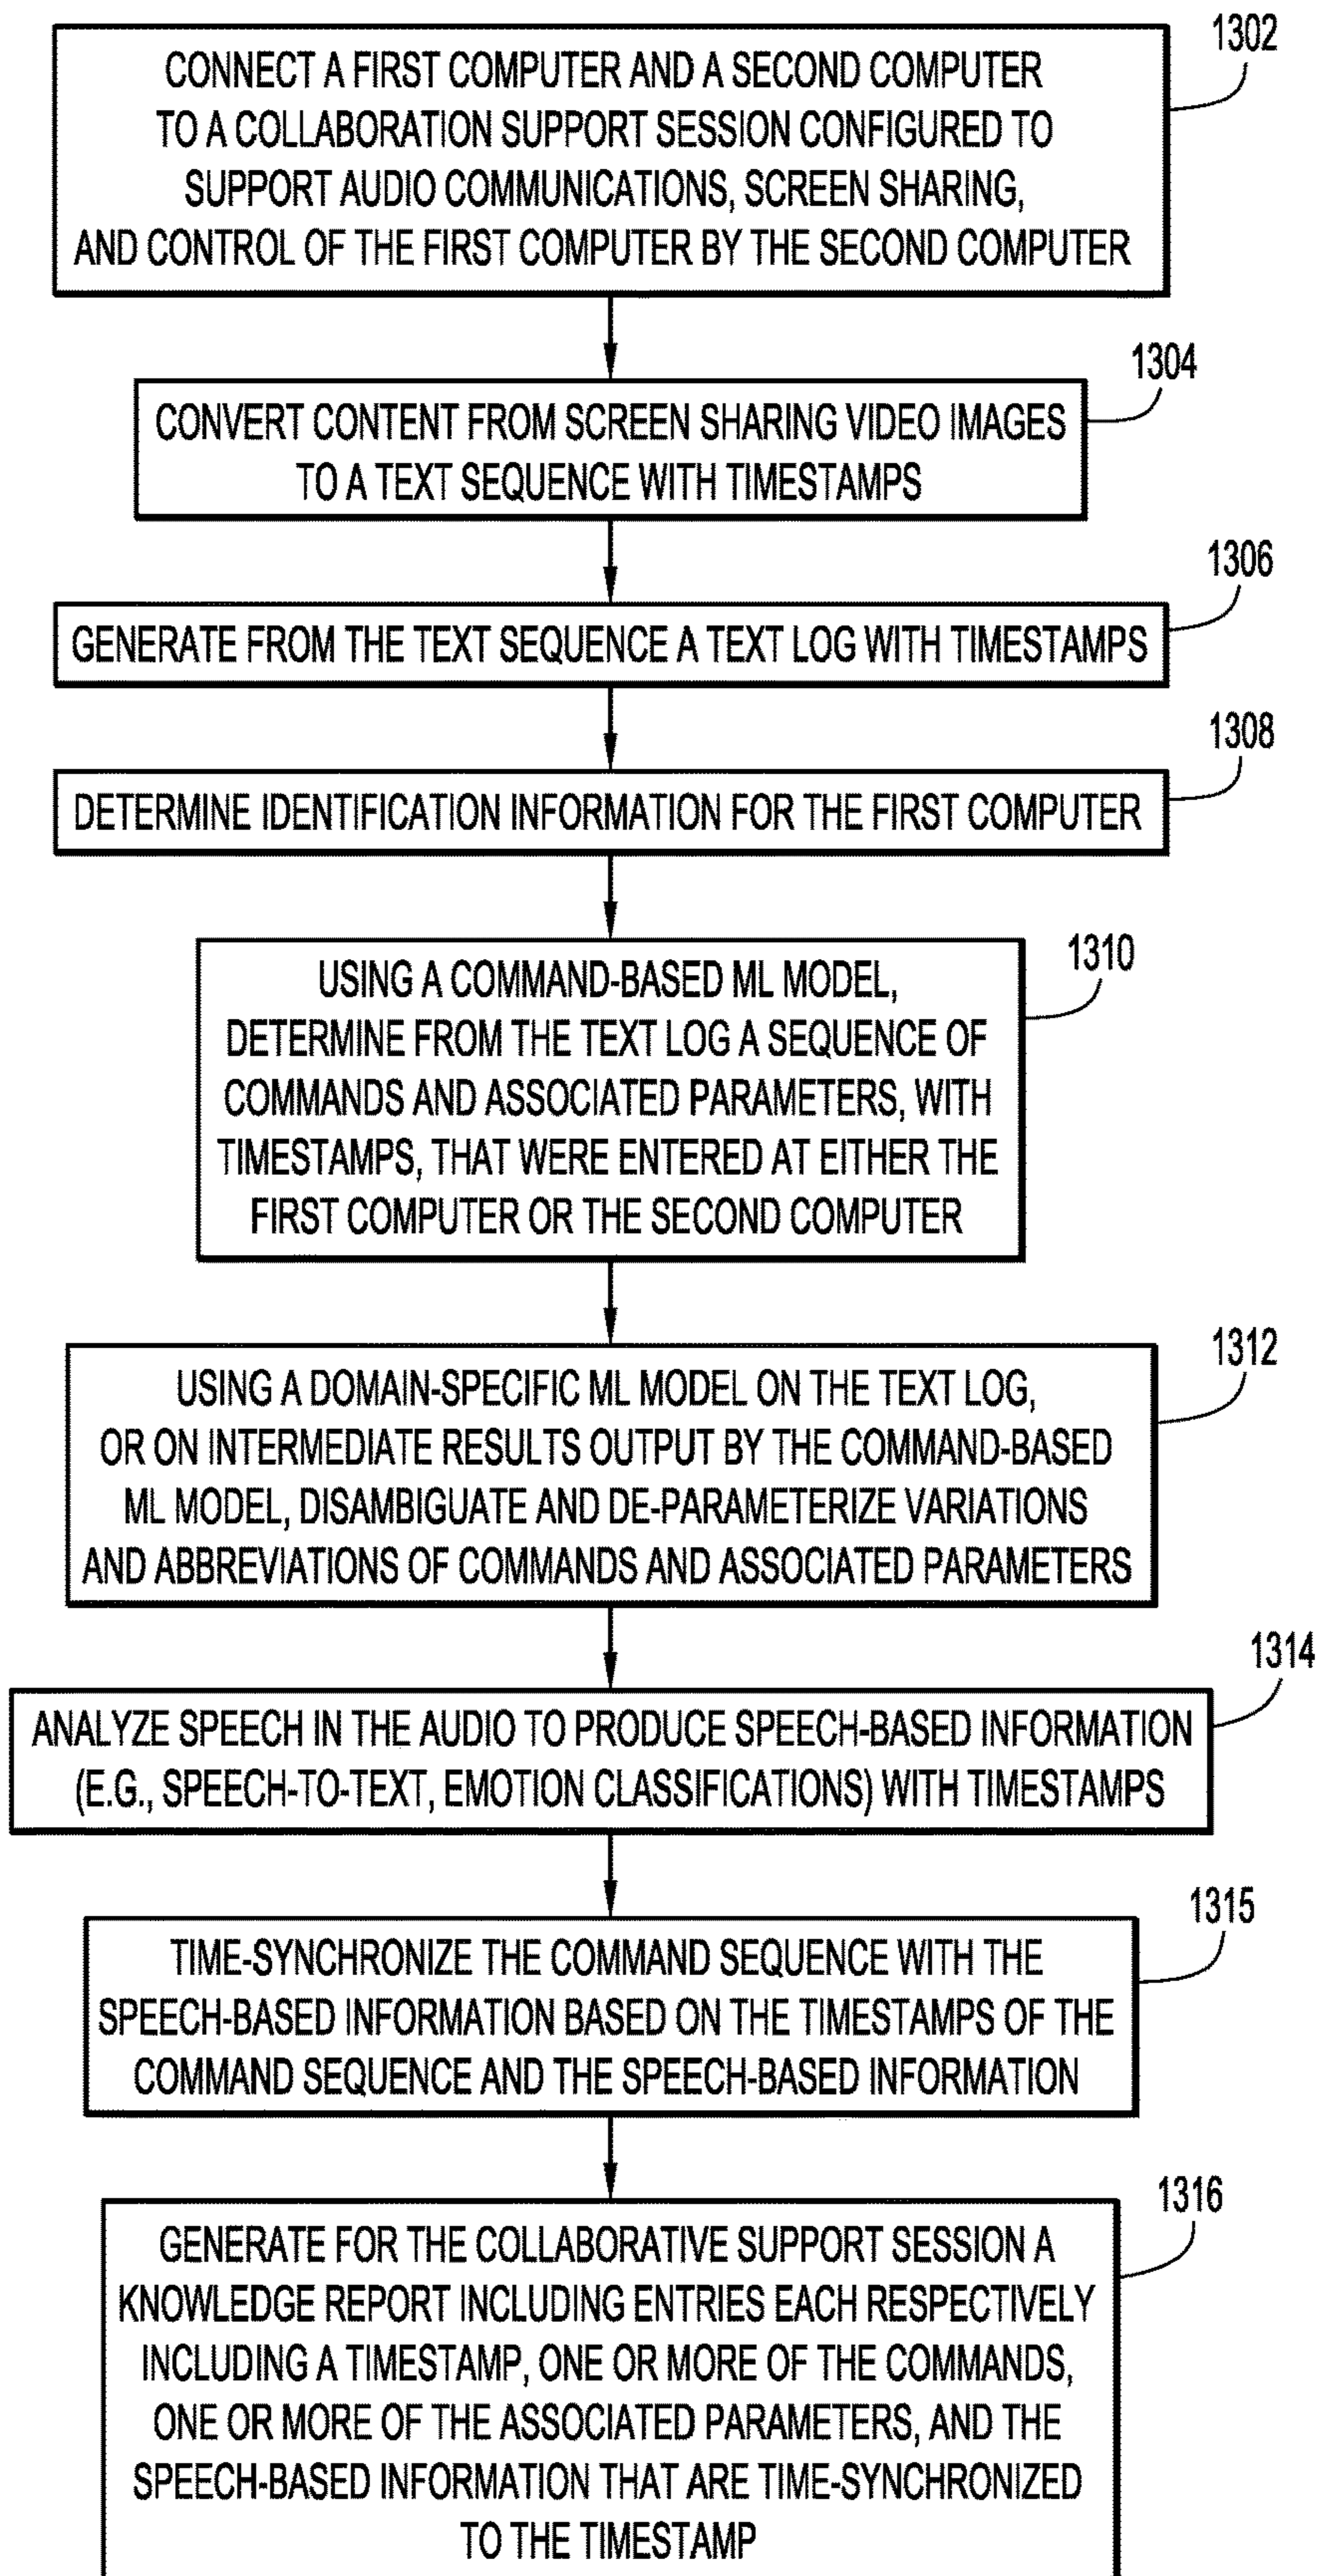 1302
CONNECT A FIRST COMPUTER AND A SECOND COMPUTER
TO A COLLABORATION SUPPORT SESSION CONFIGURED TO
SUPPORT AUDIO COMMUNICATIONS, SCREEN SHARING,
AND CONTROL OF THE FIRST COMPUTER BY THE SECOND COMPUTER
1304
CONVERT CONTENT FROM SCREEN SHARING VIDEO IMAGES
TO A TEXT SEQUENCE WITH TIMESTAMPS
1306
GENERATE FROM THE TEXT SEQUENCE A TEXT LOG WITH TIMESTAMPS
1308
DETERMINE IDENTIFICATION INFORMATION FOR THE FIRST COMPUTER
1310
USING A COMMAND-BASED ML MODEL,
DETERMINE FROM THE TEXT LOG A SEQUENCE OF
COMMANDS AND ASSOCIATED PARAMETERS, WITH
TIMESTAMPS, THAT WERE ENTERED AT EITHER THE
FIRST COMPUTER OR THE SECOND COMPUTER
1312
USING A DOMAIN-SPECIFIC ML MODEL ON THE TEXT LOG,
OR ON INTERMEDIATE RESULTS OUTPUT BY THE COMMAND-BASED
ML MODEL, DISAMBIGUATE AND DE-PARAMETERIZE VARIATIONS
AND ABBREVIATIONS OF COMMANDS AND ASSOCIATED PARAMETERS
1314
ANALYZE SPEECH IN THE AUDIO TO PRODUCE SPEECH-BASED INFORMATION
(E.G., SPEECH-TO-TEXT, EMOTION CLASSIFICATIONS) WITH TIMESTAMPS
1315
TIME-SYNCHRONIZE THE COMMAND SEQUENCE WITH THE
SPEECH-BASED INFORMATION BASED ON THE TIMESTAMPS OF THE
COMMAND SEQUENCE AND THE SPEECH-BASED INFORMATION
1316
GENERATE FOR THE COLLABORATIVE SUPPORT SESSION A
KNOWLEDGE REPORT INCLUDING ENTRIES EACH RESPECTIVELY
INCLUDING A TIMESTAMP, ONE OR MORE OF THE COMMANDS,
ONE OR MORE OF THE ASSOCIATED PARAMETERS, AND THE
SPEECH-BASED INFORMATION THAT ARE TIME-SYNCHRONIZED
TO THE TIMESTAMP